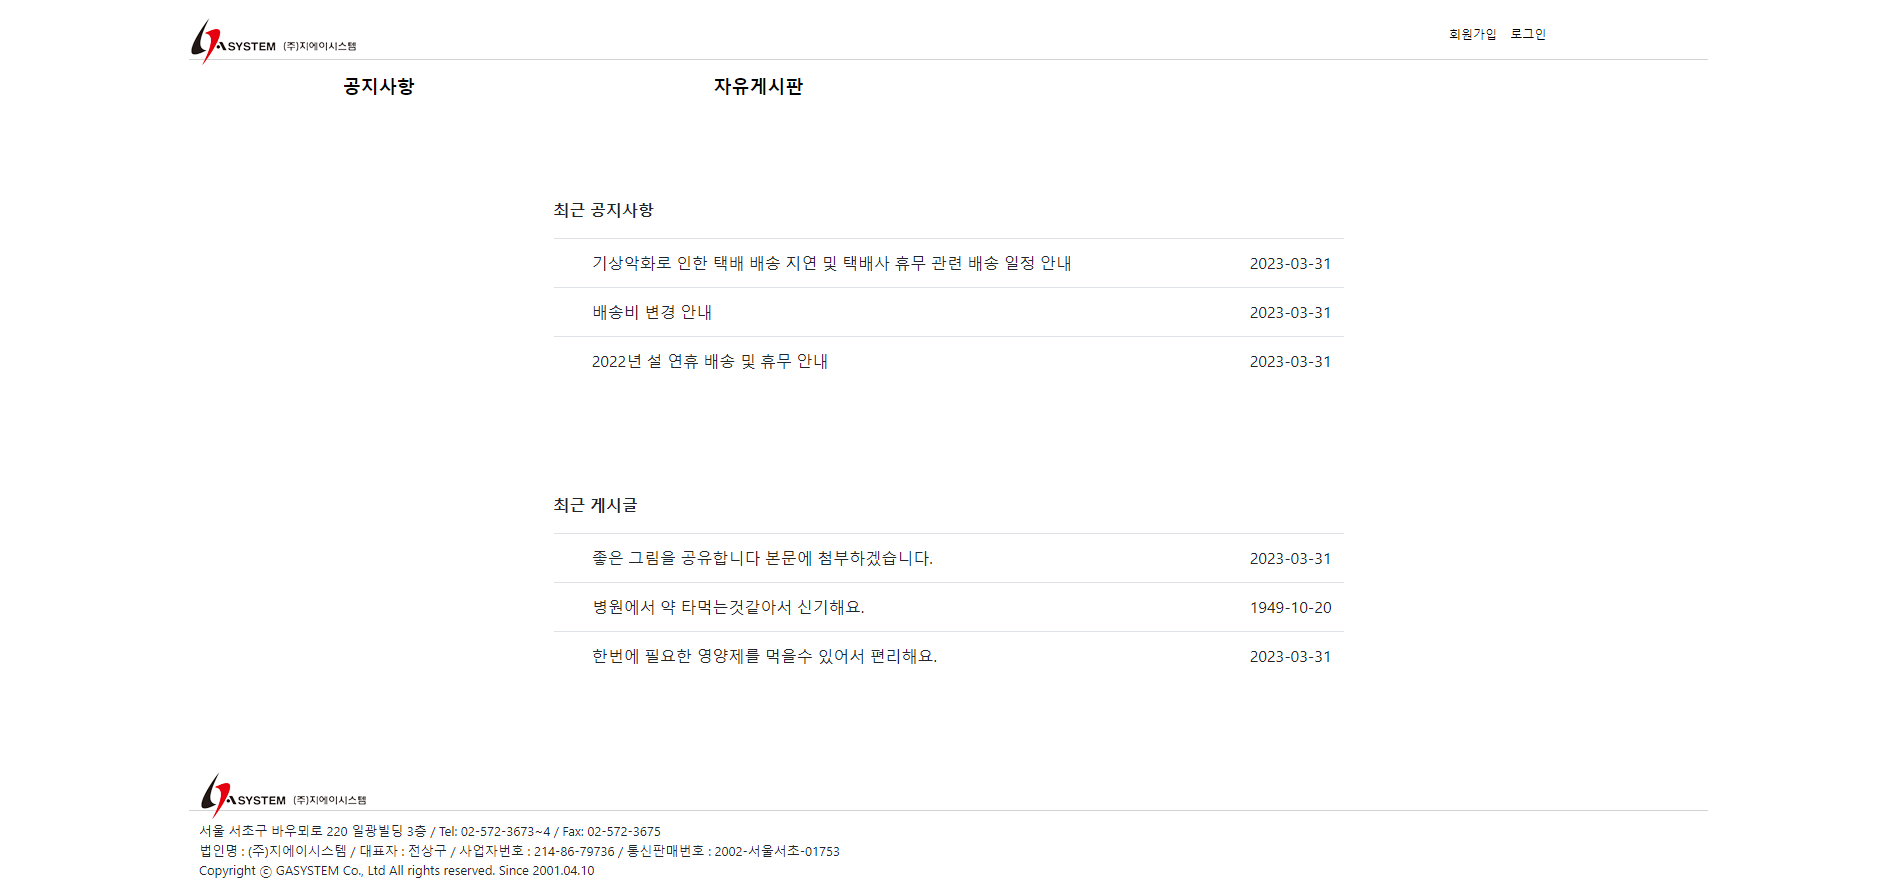 ASYSTEM (주)지에이시스템
회원가입 로그인
공지사항 자유게시판
최근 공지사항
기상악화로 인한 택배 배송 지연 및 택배사 휴무 관련 배송 일정 안내 2023-03-31
배송비 변경 안내 2023-03-31
2022년 설 연휴 배송 및 휴무 안내 2023-03-31
최근 게시글
좋은 그림을 공유합니다 본문에 첨부하겠습니다. 2023-03-31
병원에서 약 타먹는것같아서 신기해요. 1949-10-20
한번에 필요한 영양제를 먹을수 있어서 편리해요. 2023-03-31
ASYSTEM (주)지에이시스템
서울 서초구 바우뫼로 220 일광빌딩 3층 / Tel: 02-572-3673~4 / Fax: 02-572-3675
법인명 : (주)지에이시스템 / 대표자 : 전상구 / 사업자번호 : 214-86-79736 / 통신판매번호 : 2002-서울서초-01753
Copyright ⓒ GASYSTEM Co., Ltd All rights reserved. Since 2001.04.10